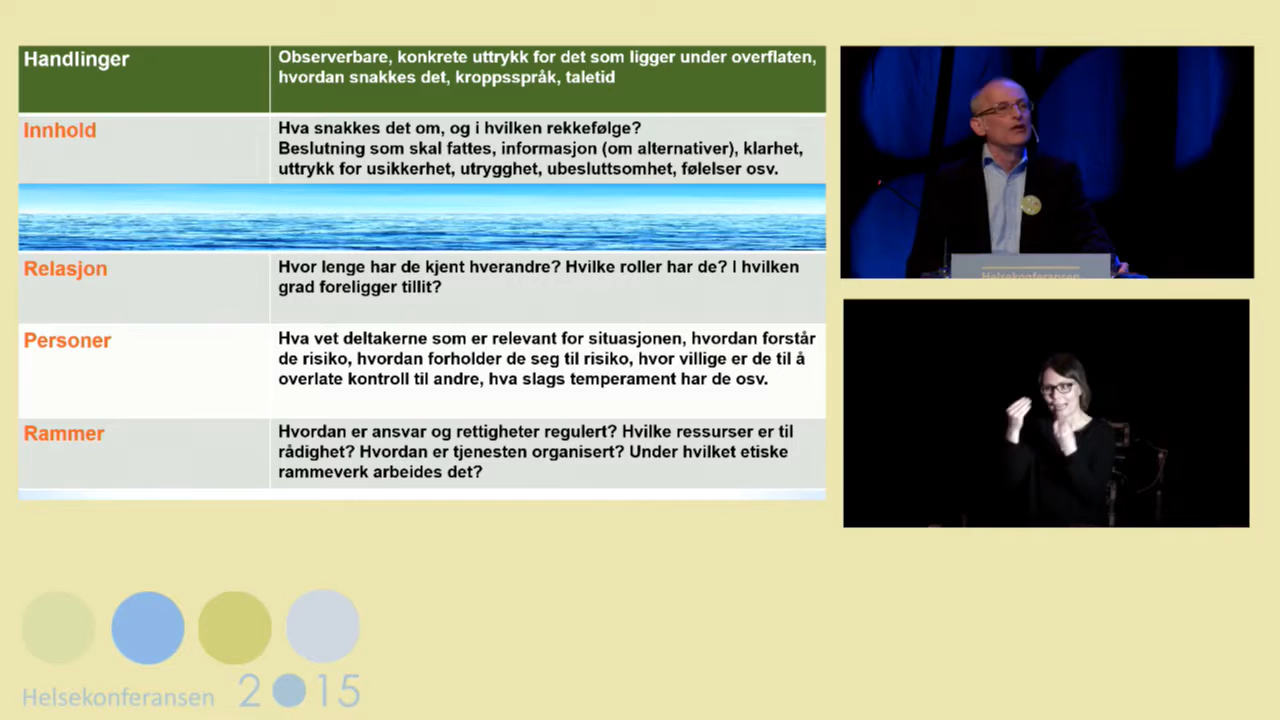 Handlinger
Observerbare, konkrete uttrykk for det som ligger under overflaten,
hvordan snakkes det, kroppsspråk, taletid
Innhold
Hva snakkes det om, og i hvilken rekkefølge?
Beslutning som skal fattes, informasjon (om alternativer), klarhet,
uttrykk for usikkerhet, utrygghet, ubesluttsomhet, følelser osv.
Relasjon
Hvor lenge har de kjent hverandre? Hvilke roller har de? I hvilken
grad foreligger tillit?
Personer
Hva vet deltakerne som er relevant for situasjonen, hvordan forstår
de risiko, hvordan forholder de seg til risiko, hvor villige er de til å
overlate kontroll til andre, hva slags temperament har de osv.
Rammer
Hvordan er ansvar og rettigheter regulert? Hvilke ressurser er til
rådighet? Hvordan er tjenesten organisert? Under hvilket etiske
rammeverk arbeides det?
Helsekonferansen
Helsekonferansen 2015